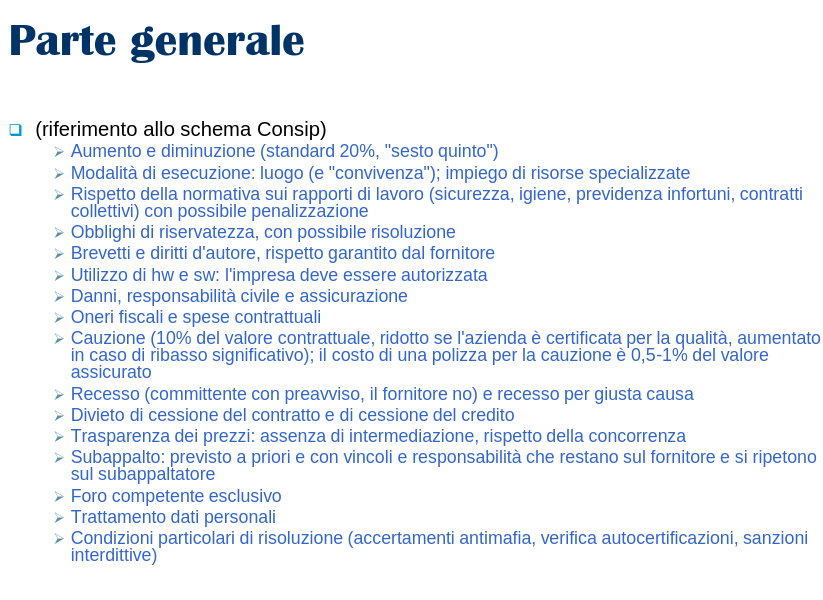 Parte generale
(riferimento allo schema Consip)
Aumento e diminuzione (standard 20%, "sesto quinto")
Modalità di esecuzione: luogo (e "convivenza"); impiego di risorse specializzate
Rispetto della normativa sui rapporti di lavoro (sicurezza, igiene, previdenza infortuni, contratti
collettivi) con possibile penalizzazione
Obblighi di riservatezza, con possibile risoluzione
Brevetti e diritti d'autore, rispetto garantito dal fornitore
Utilizzo di hw e sw: l'impresa deve essere autorizzata
Danni, responsabilità civile e assicurazione
Oneri fiscali e spese contrattuali
Cauzione (10% del valore contrattuale, ridotto se l'azienda è certificata per la qualità, aumentato
in caso di ribasso significativo); il costo di una polizza per la cauzione è 0,5-1% del valore
assicurato
Recesso (committente con preavviso, il fornitore no) e recesso per giusta causa
Divieto di cessione del contratto e di cessione del credito
Trasparenza dei prezzi: assenza di intermediazione, rispetto della concorrenza
Subappalto: previsto a priori e con vincoli e responsabilità che restano sul fornitore e si ripetono
sul subappaltatore
Foro competente esclusivo
Trattamento dati personali
Condizioni particolari di risoluzione (accertamenti antimafia, verifica autocertificazioni, sanzioni
interdittive)